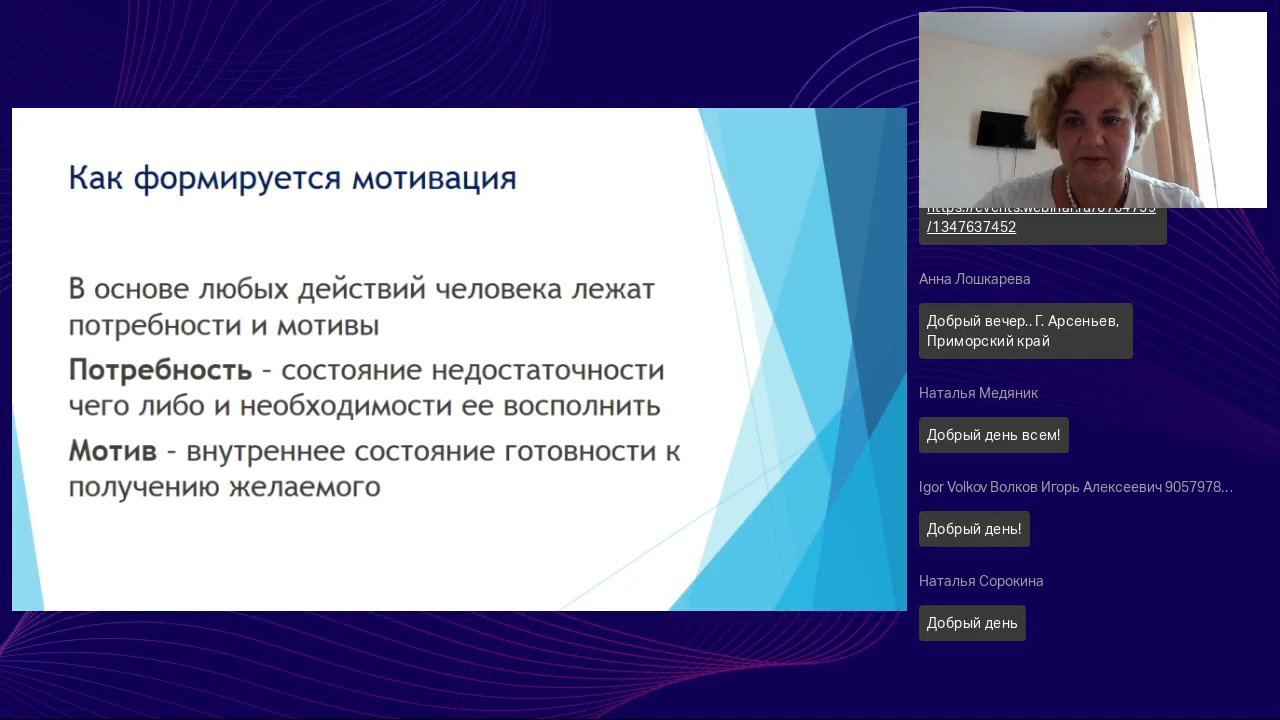 Как формируется мотивация
В основе любых действий человека лежат
потребности и мотивы
Потребность – состояние недостаточности
чего либо и необходимости ее восполнить
Мотив – внутреннее состояние готовности к
получению желаемого
/1347637452
Анна Лошкарева
Добрый вечер.. Г. Арсеньев,
Приморский край
Наталья Медяник
Добрый день всем!
Igor Volkov Волков Игорь Алексеевич 9057978...
Добрый день!
Наталья Сорокина
Добрый день